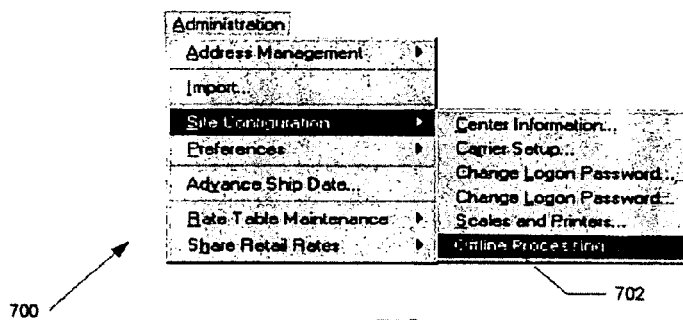 Administration
Address Management
Import...
Site Configuration
Preferences
Advance Ship Date...
Rate Table Maintenance
Share Retail Rates
Center Information...
Carrier Setup...
Change Logon Password...
Change Logon Password...
Scales and Printers...
Offline Processing...
700
702